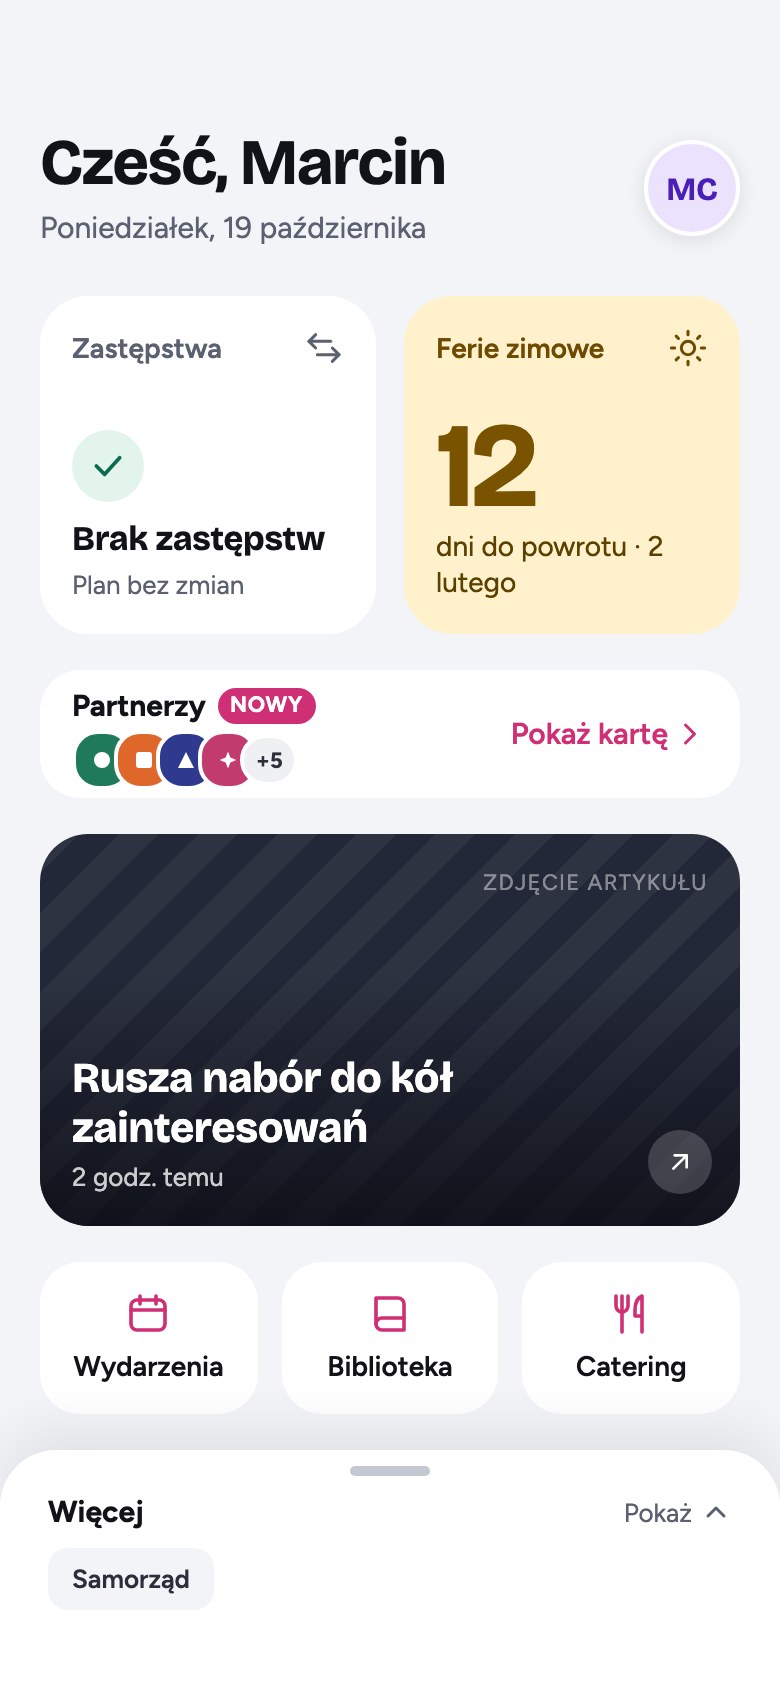 Cześć, Marcin
MC
Poniedziałek, 19 października
Zastępstwa
Brak zastępstw
Plan bez zmian
Ferie zimowe
12
dni do powrotu · 2
lutego
Partnerzy NOWY
+5
Pokaż kartę
ZDJĘCIE ARTYKUŁU
Rusza nabór do kół
zainteresowań
2 godz. temu
Wydarzenia
Biblioteka
Catering
Więcej
Pokaż
Samorząd